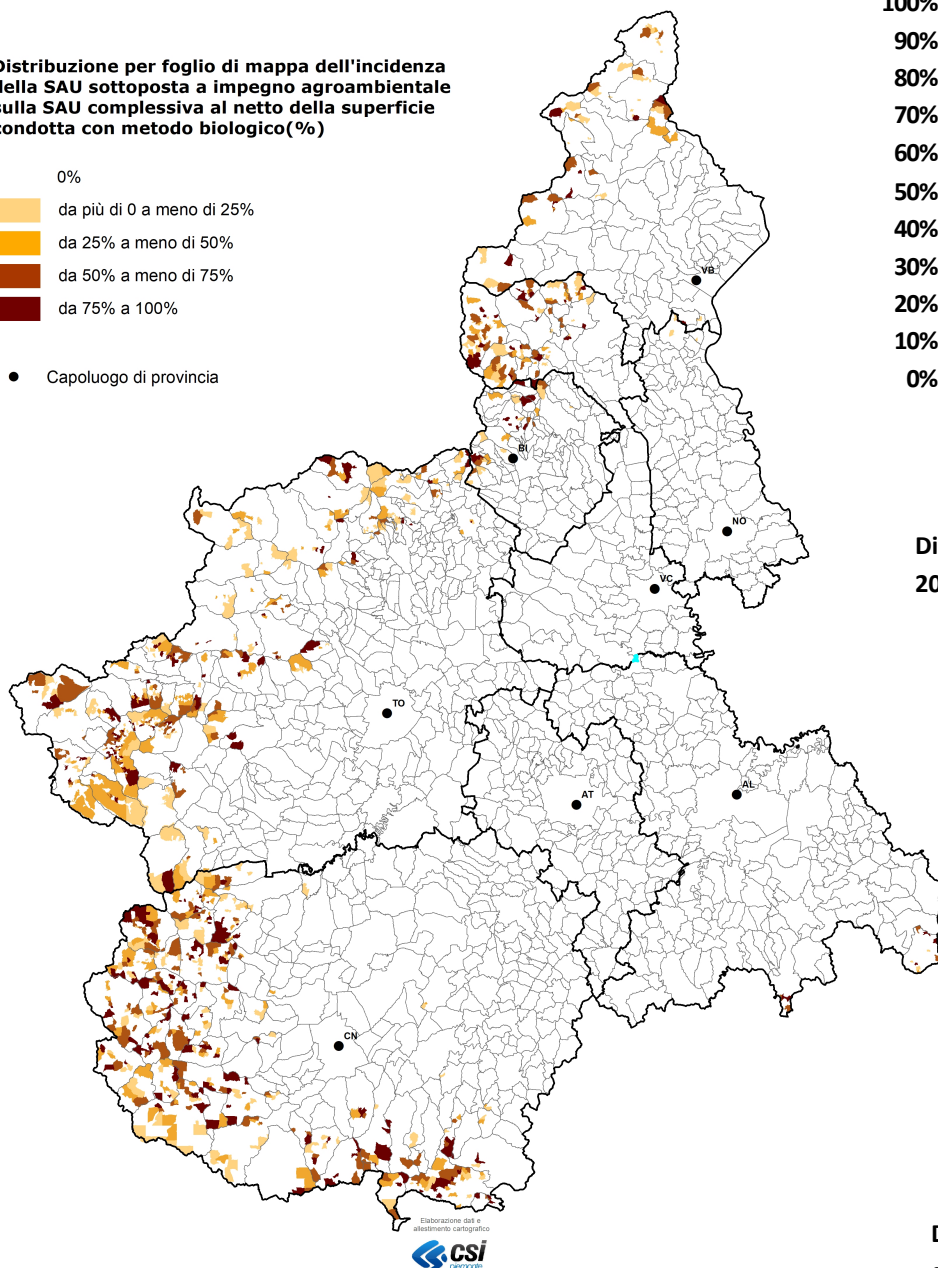 Distribuzione per foglio di mappa dell'incidenza
della SAU sottoposta a impegno agroambientale
sulla SAU complessiva al netto della superficie
condotta con metodo biologico(%)
0%
da più di 0 a meno di 25%
da 25% a meno di 50%
da 50% a meno di 75%
da 75% a 100%
Capoluogo di provincia
100%
90%
80%
70%
60%
50%
40%
30%
20%
10%
0%
VB
BI
NO
VC
TO
AT
AL
CN
Di
20
Elaborazione dati e
allestimento cartografico
csi
piemonte
D